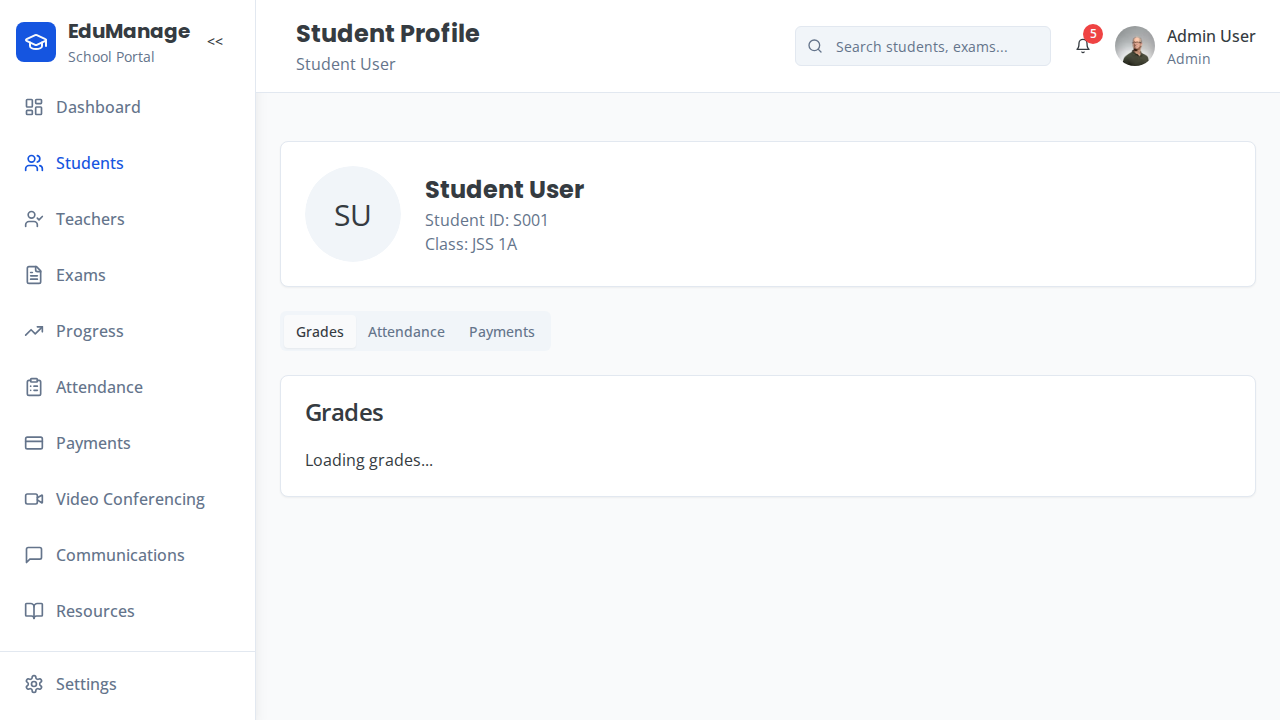 EduManage
School Portal
<<
Dashboard
Students
Teachers
Exams
Progress
Attendance
Payments
Video Conferencing
Communications
Resources
Settings
Student Profile
Student User
Search students, exams...
5
Admin User
Admin
SU
Student User
Student ID: S001
Class: JSS 1A
Grades Attendance Payments
Grades
Loading grades...